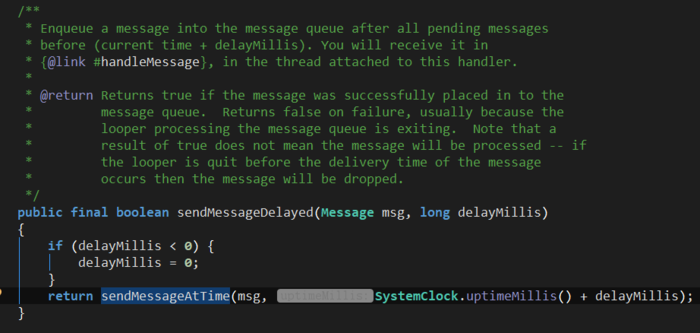 /**
 * Enqueue a message into the message queue after all pending messages
 * before (current time + delayMillis). You will receive it in
 * {@link #handleMessage}, in the thread attached to this handler.
 *
 * @return Returns true if the message was successfully placed in to the
 *         message queue.  Returns false on failure, usually because the
 *         looper processing the message queue is exiting.  Note that a
 *         result of true does not mean the message will be processed -- if
 *         the looper is quit before the delivery time of the message
 *         occurs then the message will be dropped.
 */
public final boolean sendMessageDelayed(Message msg, long delayMillis)
{
    if (delayMillis < 0) {
        delayMillis = 0;
    }
    return sendMessageAtTime(msg, uptimeMillis: SystemClock.uptimeMillis() + delayMillis);
}